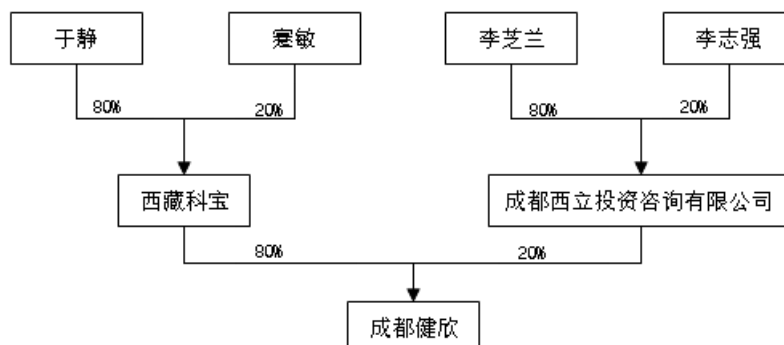 于静
蹇敏
李芝兰
李志强
80%
20%
80%
20%
西藏科宝
成都西立投资咨询有限公司
80%
20%
成都健欣